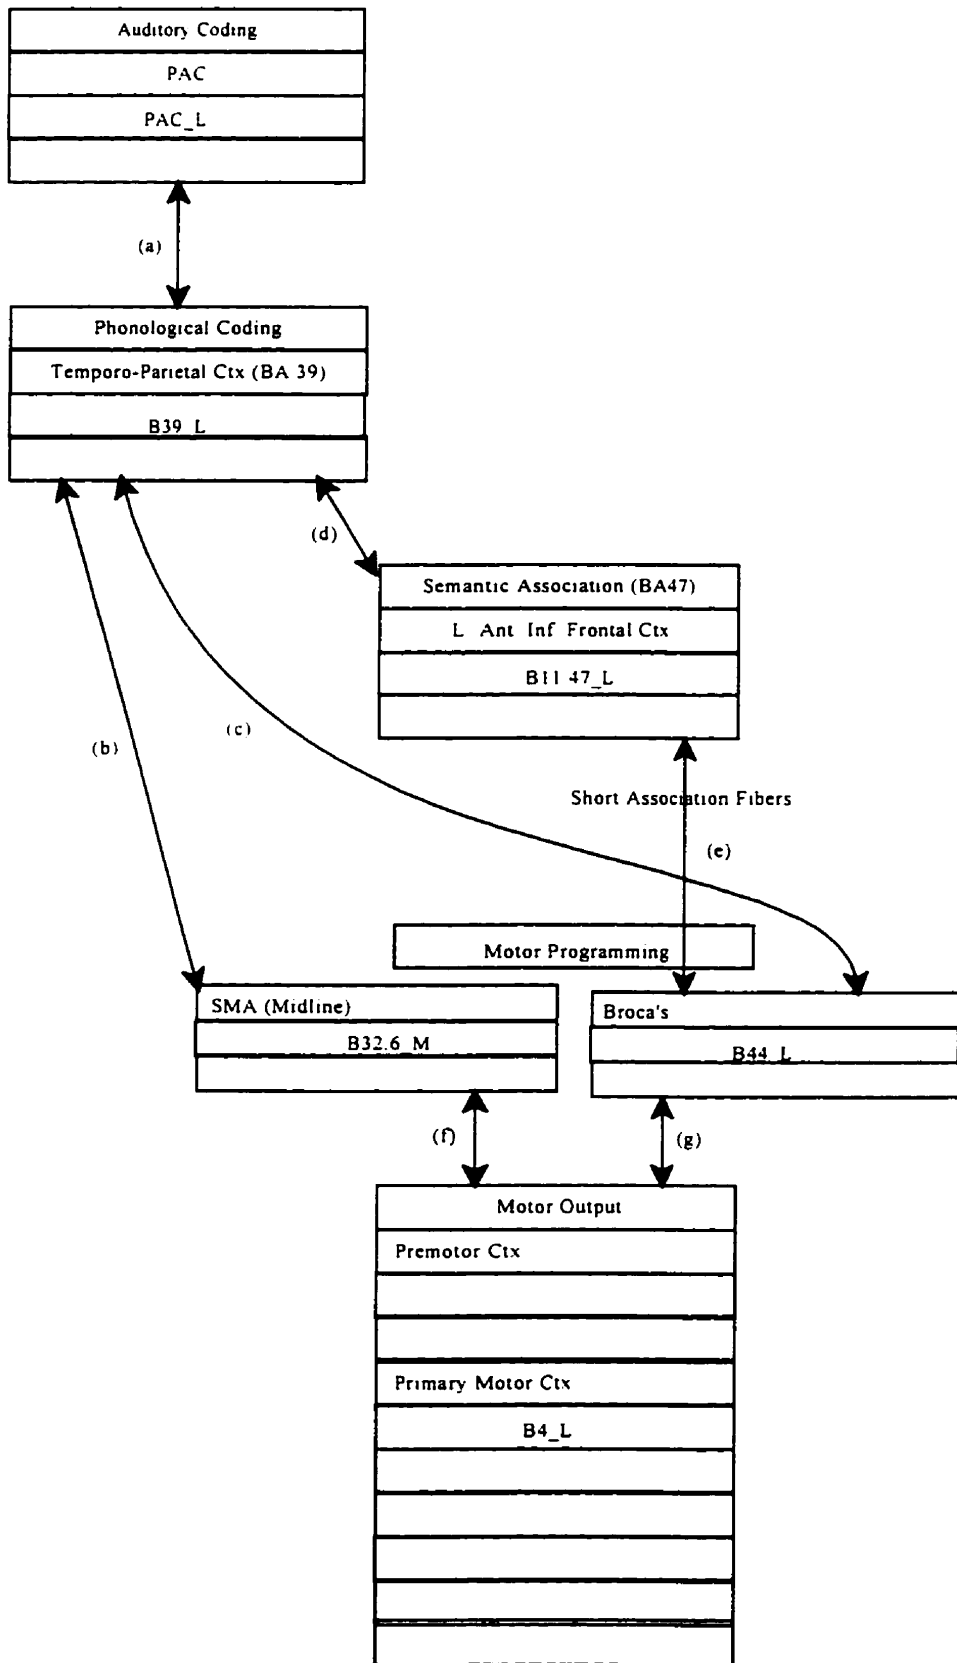 Auditory Coding
PAC
PAC_L
(a)
Phonological Coding
Temporo-Parietal Ctx (BA 39)
B39_L
(d)
Semantic Association (BA47)
L Ant Inf Frontal Ctx
B11 47_L
(c)
(b)
Short Association Fibers
(e)
Motor Programming
SMA (Midline)
B32.6_M
Broca's
B44_L
(f)
(g)
Motor Output
Premotor Ctx
Primary Motor Ctx
B4_L